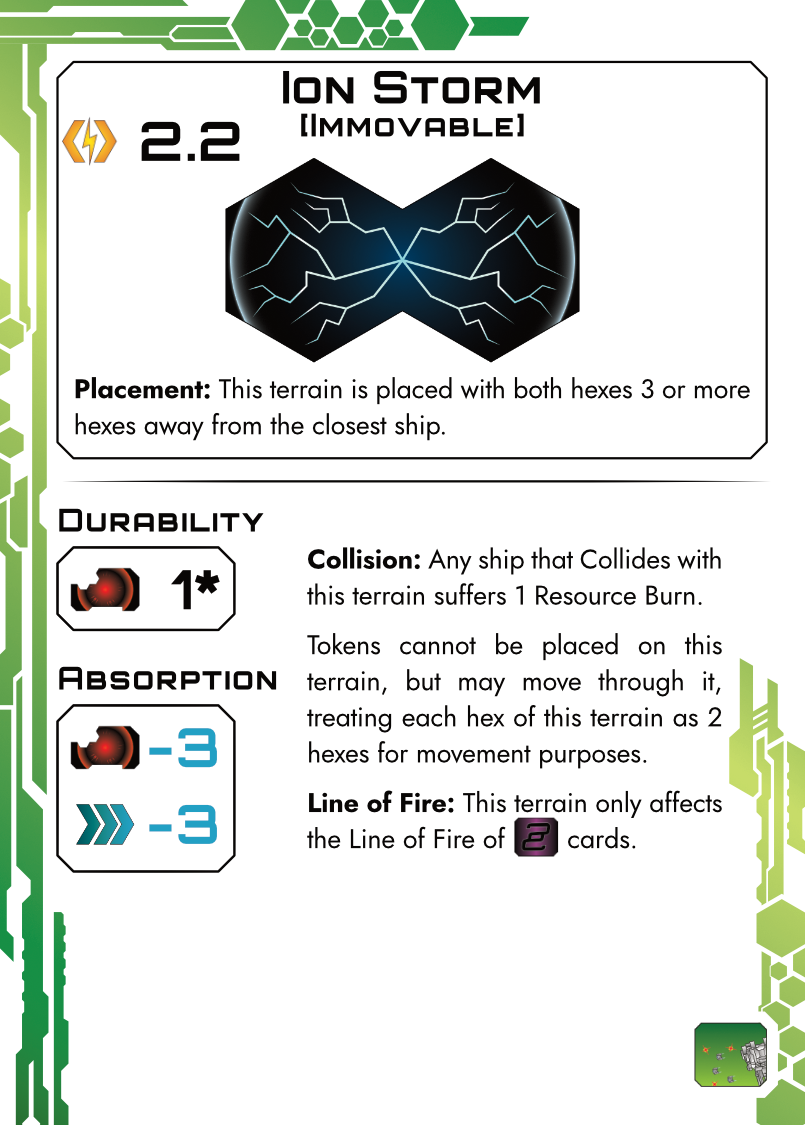 Ion Storm
[Immovable]
2.2
Placement: This terrain is placed with both hexes 3 or more
hexes away from the closest ship.
Durability
1*
Absorption
-3
-3
Collision: Any ship that Collides with
this terrain suffers 1 Resource Burn.
Tokens cannot be placed on this
terrain, but may move through it,
treating each hex of this terrain as 2
hexes for movement purposes.
Line of Fire: This terrain only affects
the Line of Fire of 2 cards.